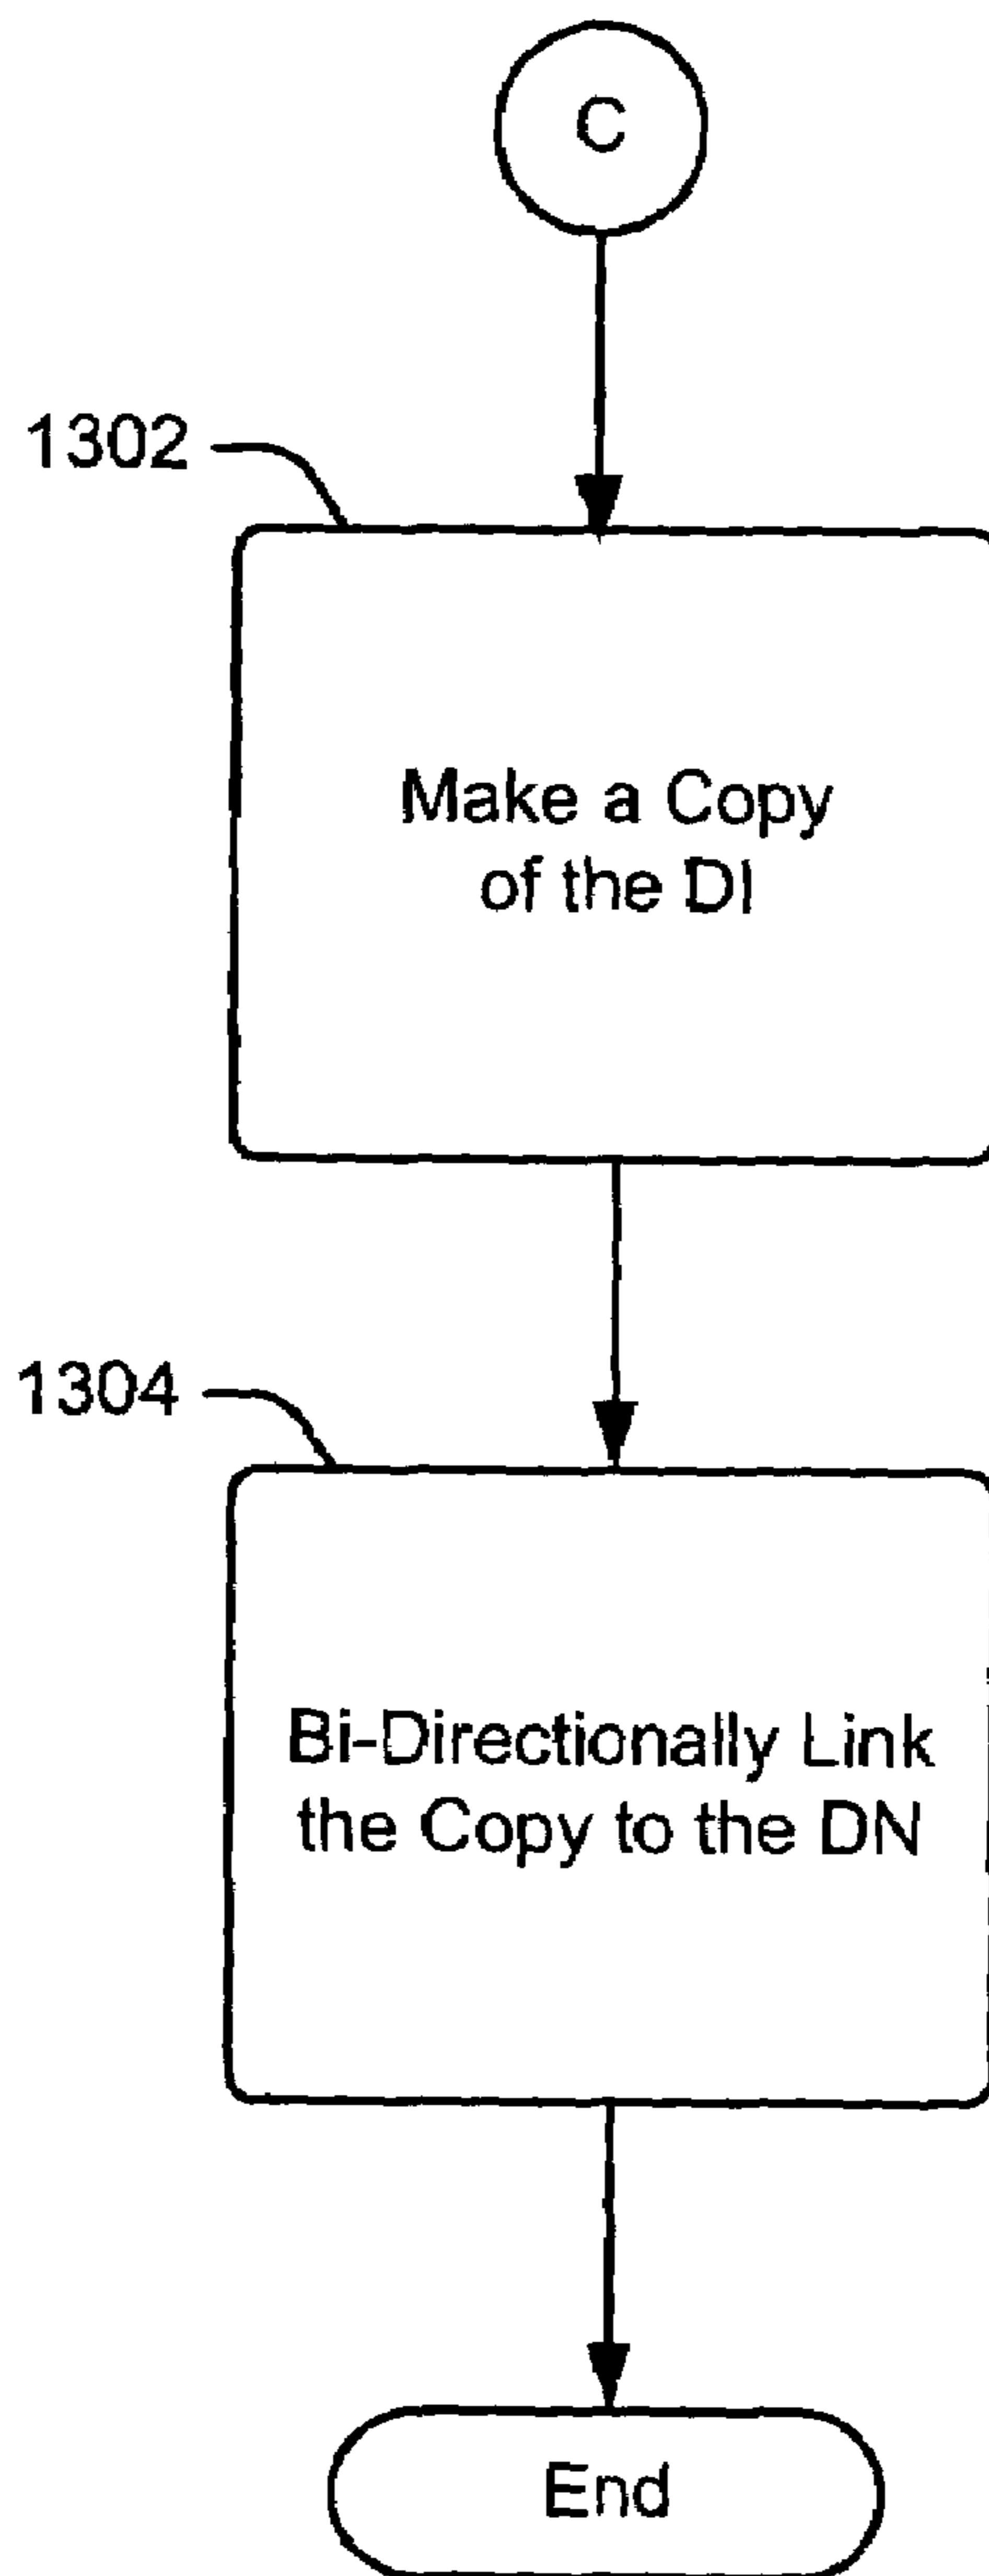 C
1302
Make a Copy
of the DI
1304
Bi-Directionally Link
the Copy to the DN
End